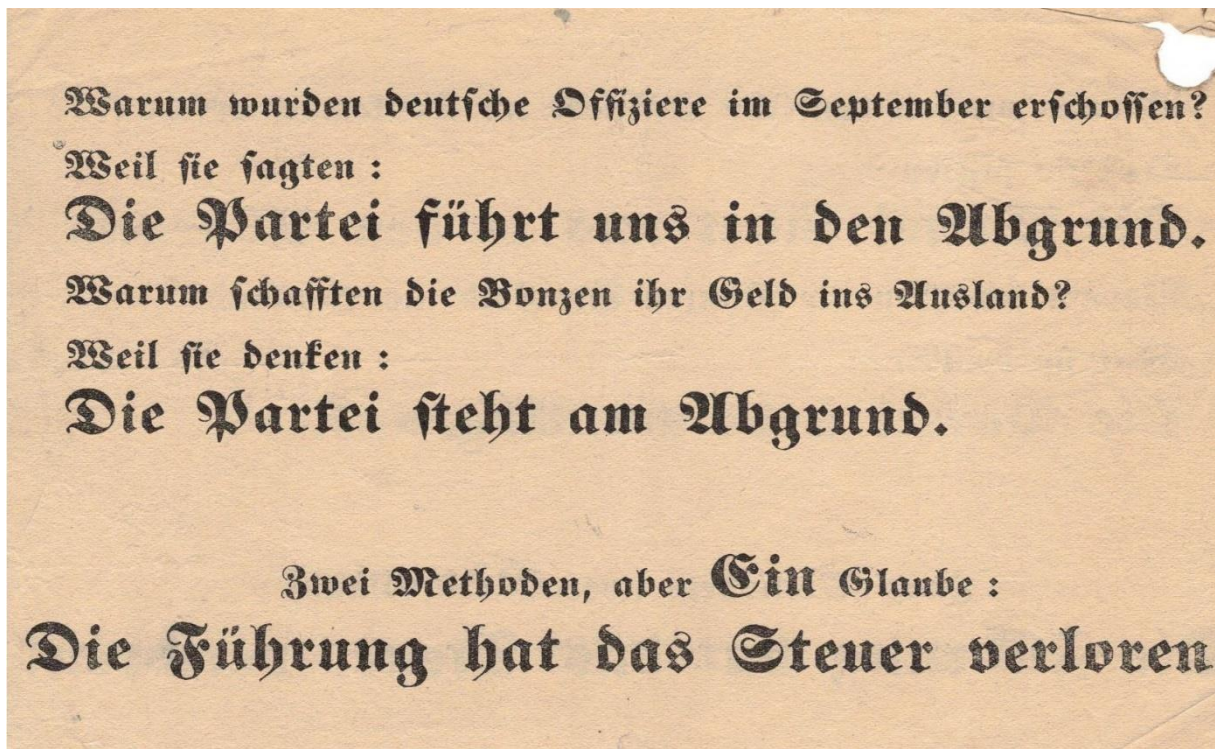 Warum wurden deutſche Offiziere im September erſchoſſen?
Weil ſie ſagten :
Die Partei führt uns in den Abgrund.
Warum ſchafften die Bonzen ihr Geld ins Ausland?
Weil ſie denken :
Die Partei ſteht am Abgrund.
Zwei Methoden, aber Ein Glaube :
Die Führung hat das Steuer verloren